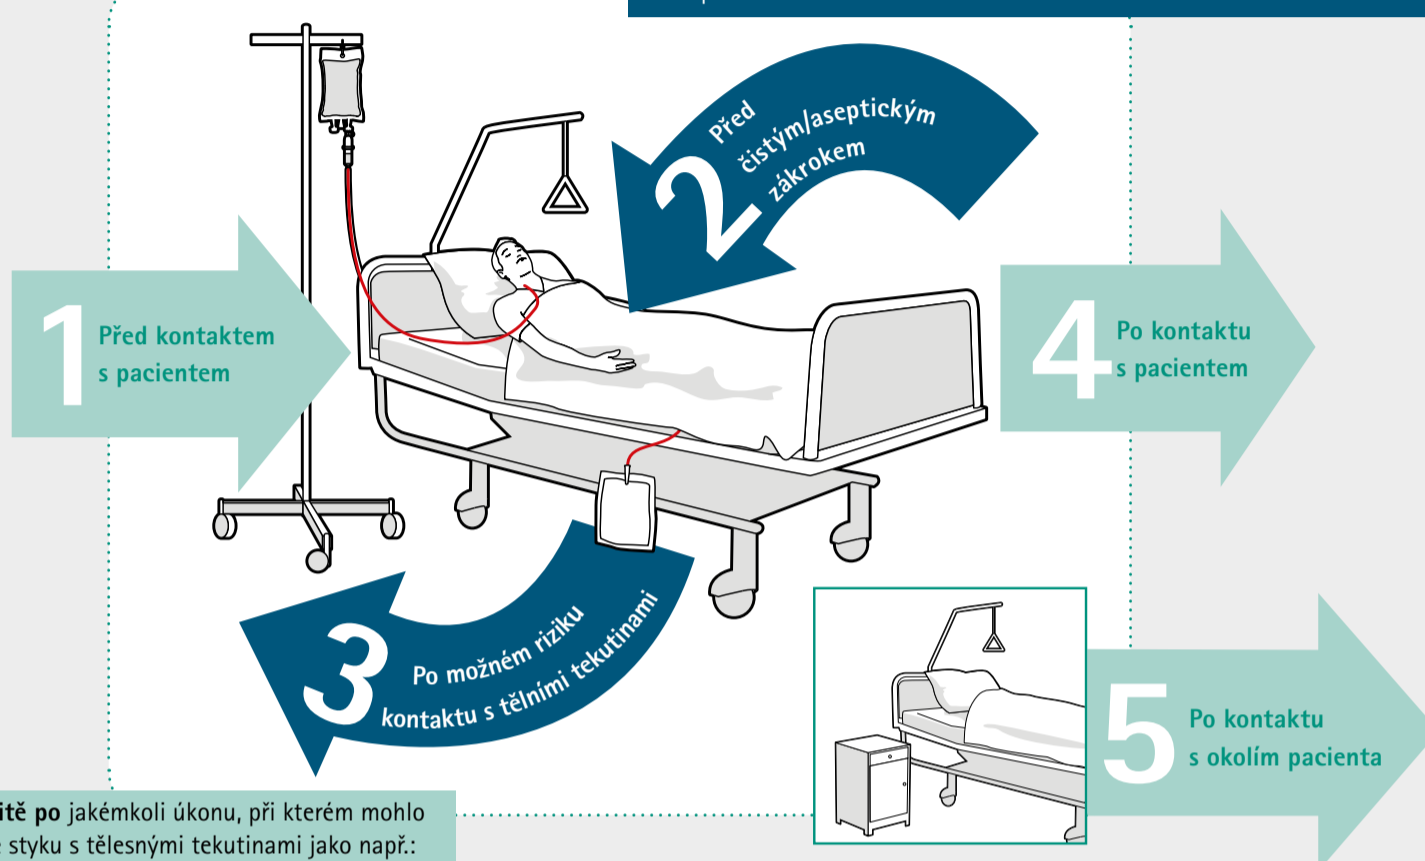 1
Před kontaktem
s pacientem
2
Před
čistým/aseptickým
zákrokem
3
Po možném riziku
kontaktu s tělními tekutinami
4
Po kontaktu
s pacientem
5
Po kontaktu
s okolím pacienta
po jakémkoli úkonu, při kterém mohlo
styku s tělesnými tekutinami jako např.: